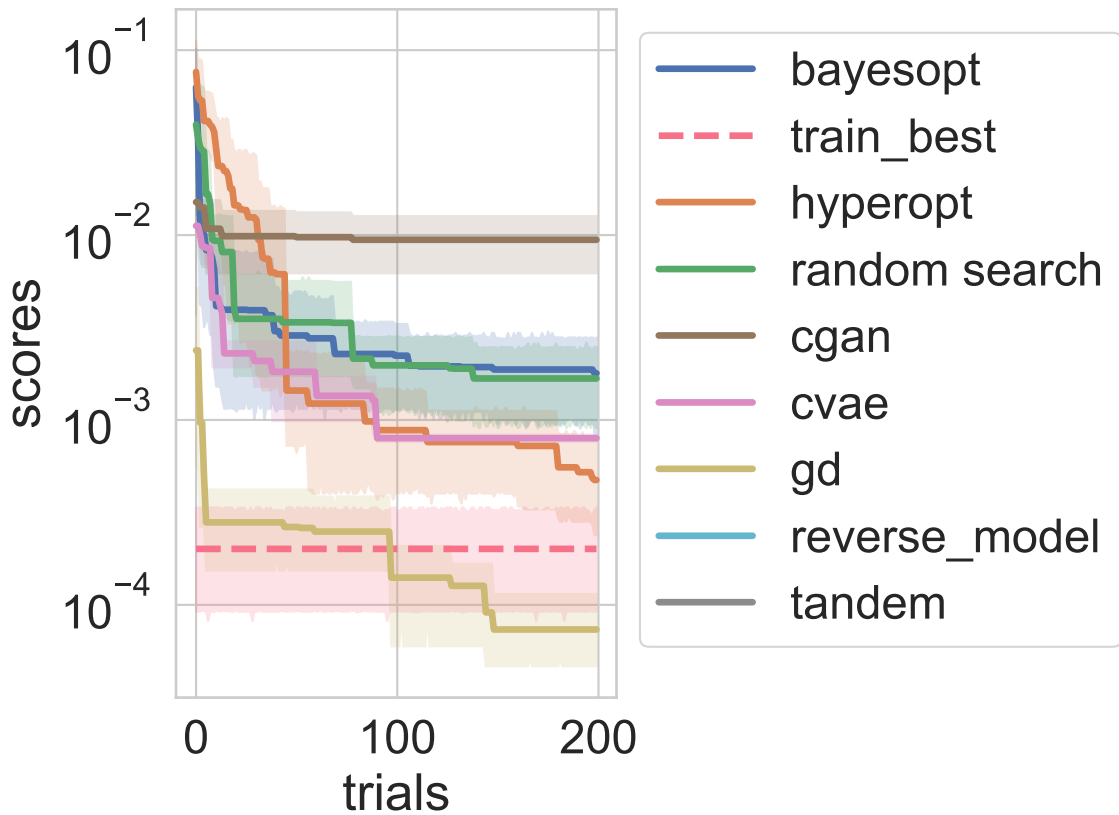 10⁻¹
10⁻²
10⁻³
10⁻⁴
scores
0
100
200
trials
bayesopt
train_best
hyperopt
random search
cgan
cvae
gd
reverse_model
tandem